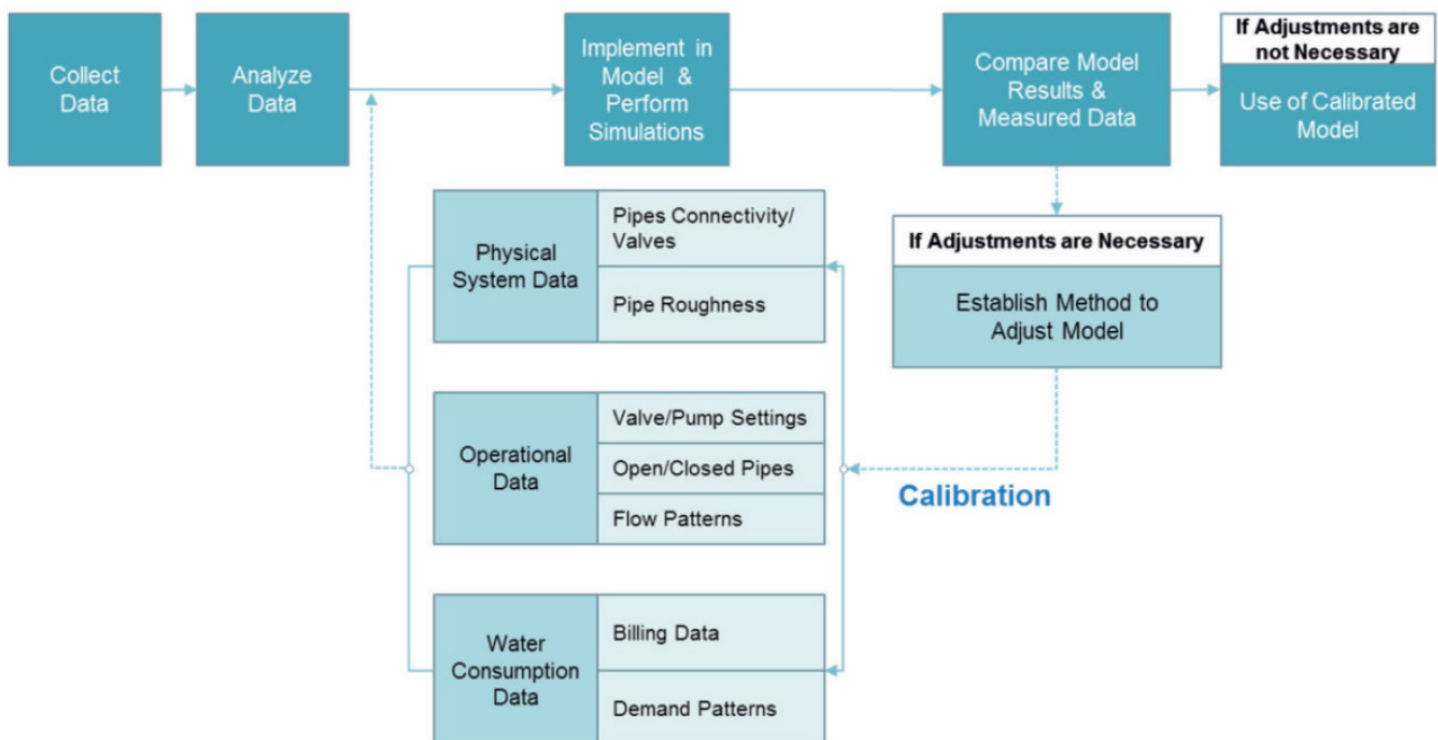 Collect
Data
Analyze
Data
Implement in
Model &
Perform
Simulations
Compare Model
Results &
Measured Data
If Adjustments are
not Necessary
Use of Calibrated
Model
If Adjustments are Necessary
Establish Method to
Adjust Model
Calibration
Physical
System Data
Pipes Connectivity/
Valves
Pipe Roughness
Operational
Data
Valve/Pump Settings
Open/Closed Pipes
Flow Patterns
Water
Consumption
Data
Billing Data
Demand Patterns